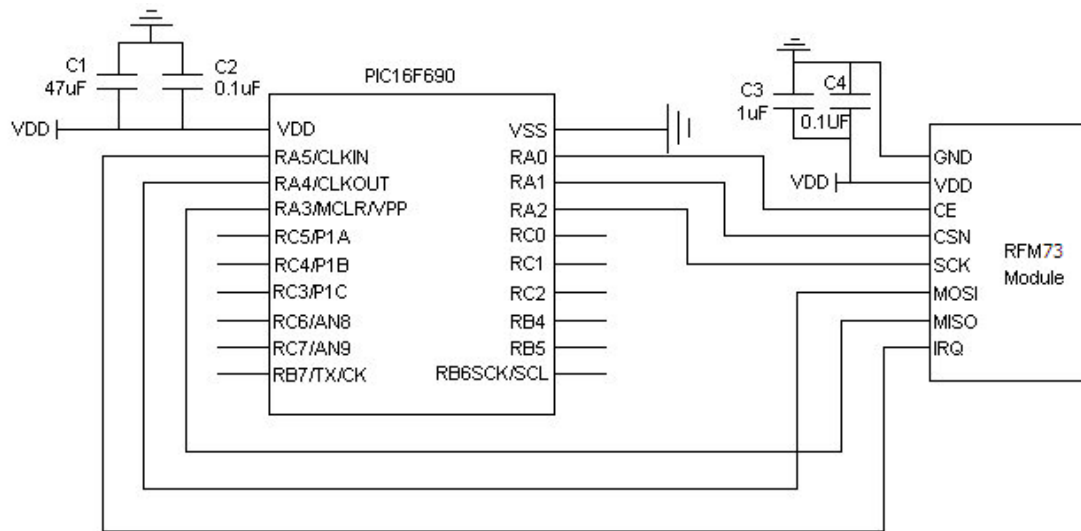 C1
47uF
C2
0.1uF
VDD
PIC16F690
VDD
RA5/CLKIN
RA4/CLKOUT
RA3/MCLR/VPP
RC5/P1A
RC4/P1B
RC3/P1C
RC6/AN8
RC7/AN9
RB7/TX/CK
VSS
RA0
RA1
RA2
RC0
RC1
RC2
RB4
RB5
RB6SCK/SCL
C3
1uF
C4
0.1UF
VDD
GND
VDD
CE
CSN
SCK
MOSI
MISO
IRQ
RFM73
Module